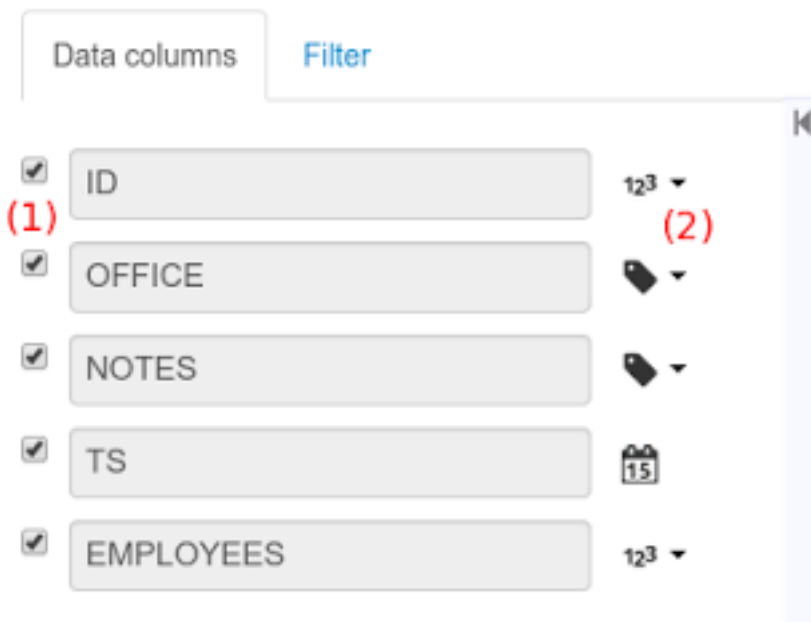 Data columns Filter
ID 123
(1) (2)
OFFICE
NOTES
TS 15
EMPLOYEES 123